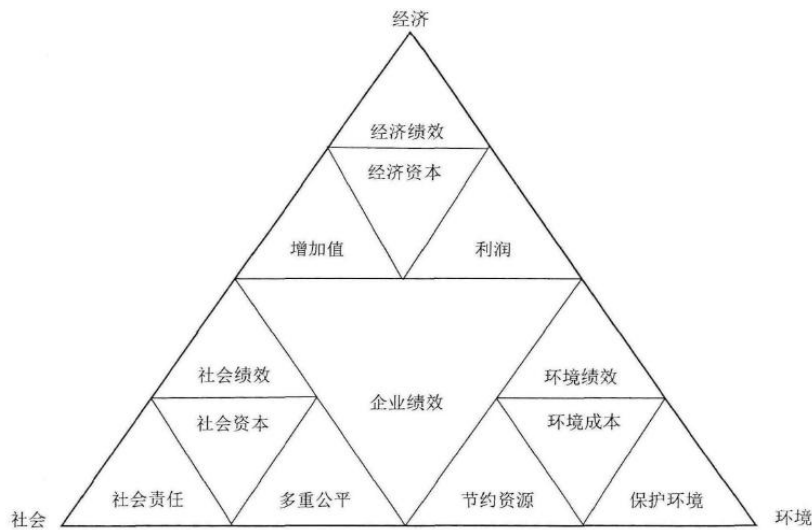 经济
经济绩效
经济资本
增加值 利润
社会绩效 环境绩效
企业绩效
社会资本 环境成本
社会责任 多重公平 节约资源 保护环境
社会 环境